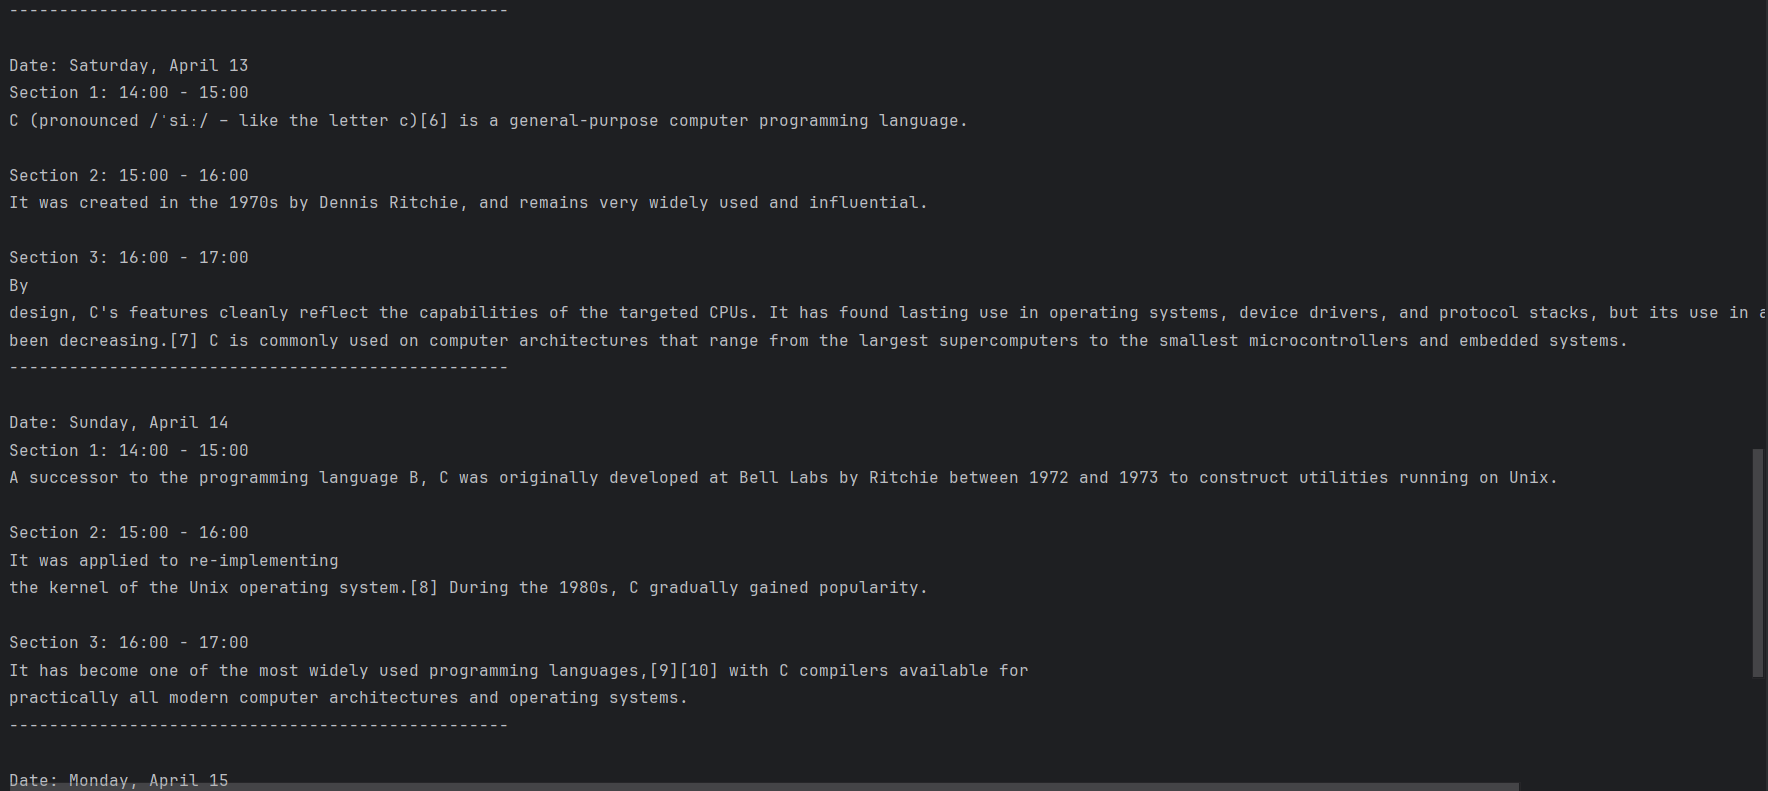 --------------------------------------------------
Date: Saturday, April 13
Section 1: 14:00 - 15:00
C (pronounced /ˈsiː/ – like the letter c)[6] is a general-purpose computer programming language.
Section 2: 15:00 - 16:00
It was created in the 1970s by Dennis Ritchie, and remains very widely used and influential.
Section 3: 16:00 - 17:00
By
design, C's features cleanly reflect the capabilities of the targeted CPUs. It has found lasting use in operating systems, device drivers, and protocol stacks, but its use in
been decreasing.[7] C is commonly used on computer architectures that range from the largest supercomputers to the smallest microcontrollers and embedded systems.
--------------------------------------------------
Date: Sunday, April 14
Section 1: 14:00 - 15:00
A successor to the programming language B, C was originally developed at Bell Labs by Ritchie between 1972 and 1973 to construct utilities running on Unix.
Section 2: 15:00 - 16:00
It was applied to re-implementing
the kernel of the Unix operating system.[8] During the 1980s, C gradually gained popularity.
Section 3: 16:00 - 17:00
It has become one of the most widely used programming languages,[9][10] with C compilers available for
practically all modern computer architectures and operating systems.
--------------------------------------------------
Date: Monday, April 15